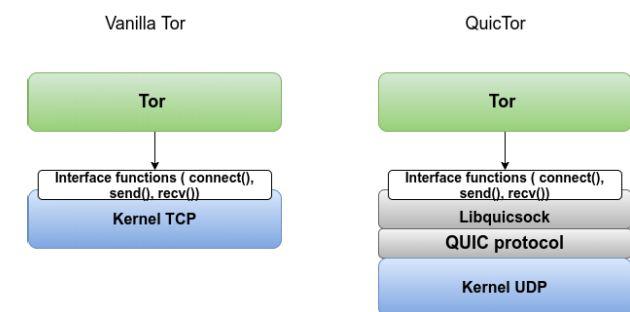 Vanilla Tor
QuicTor
Tor
Tor
Interface functions ( connect(),
send(), recv())
Interface functions ( connect(),
send(), recv())
Kernel TCP
Libquicsock
QUIC protocol
Kernel UDP